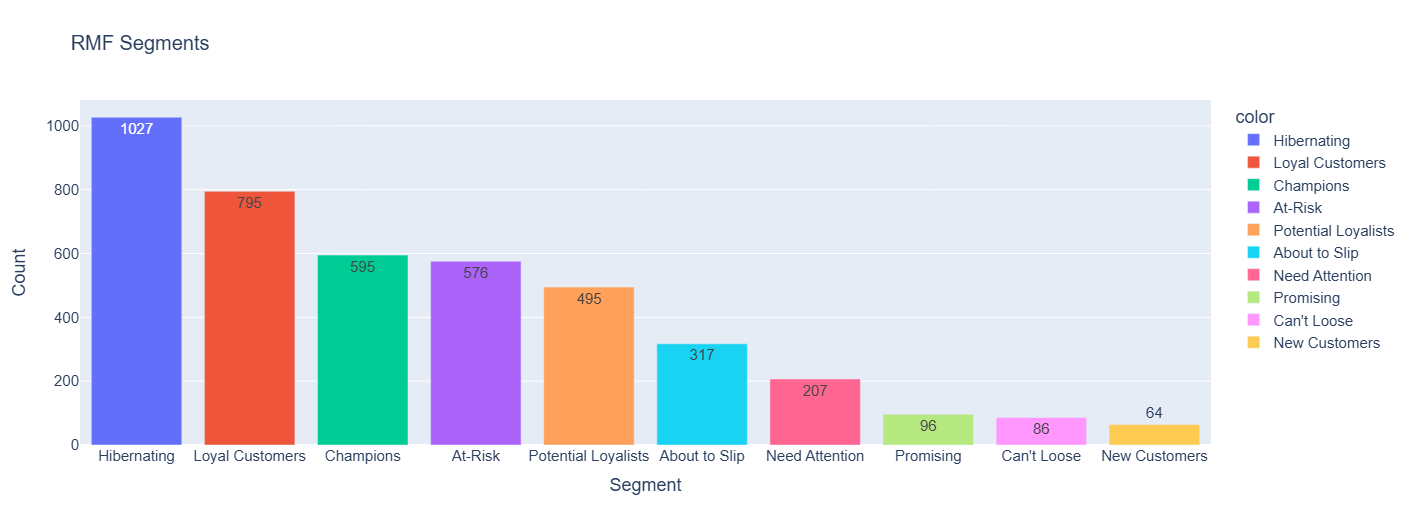 RMF Segments
1000
800
600
400
200
0
Count
1027
795
595
576
495
317
207
96
86
64
Hibernating Loyal Customers Champions At-Risk Potential Loyalists About to Slip Need Attention Promising Can't Loose New Customers
Segment
color
Hibernating
Loyal Customers
Champions
At-Risk
Potential Loyalists
About to Slip
Need Attention
Promising
Can't Loose
New Customers